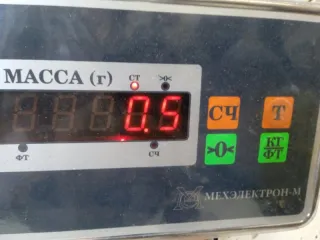 МАССА (г)
СТ
>0<
0.5
СЧ
Т
>0<
КТ
ФТ
ФТ
СЧ
МЕХЭЛЕКТРОН-М